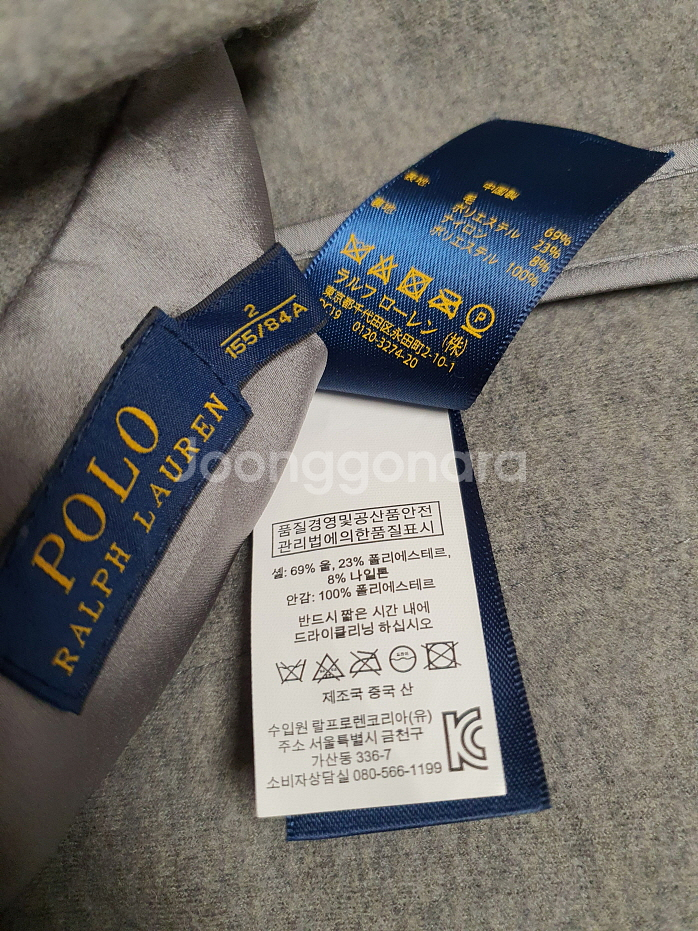 POLO
RALPH LAUREN
2
155/84A
中国製
表地 毛 69%
ポリエステル 23%
ナイロン 8%
裏地 ポリエステル 100%
P
ラルフ ローレン (株)
東京都千代田区永田町2-10-1
0120-3274-20
Joonggonara
품질경영및공산품안전
관리법에의한품질표시
셸: 69% 울, 23% 폴리에스테르,
8% 나일론
안감: 100% 폴리에스테르
반드시 짧은 시간 내에
드라이클리닝 하십시오
제조국 중국 산
수입원 랄프로렌코리아(유)
주소 서울특별시 금천구
가산동 336-7
소비자상담실 080-566-1199